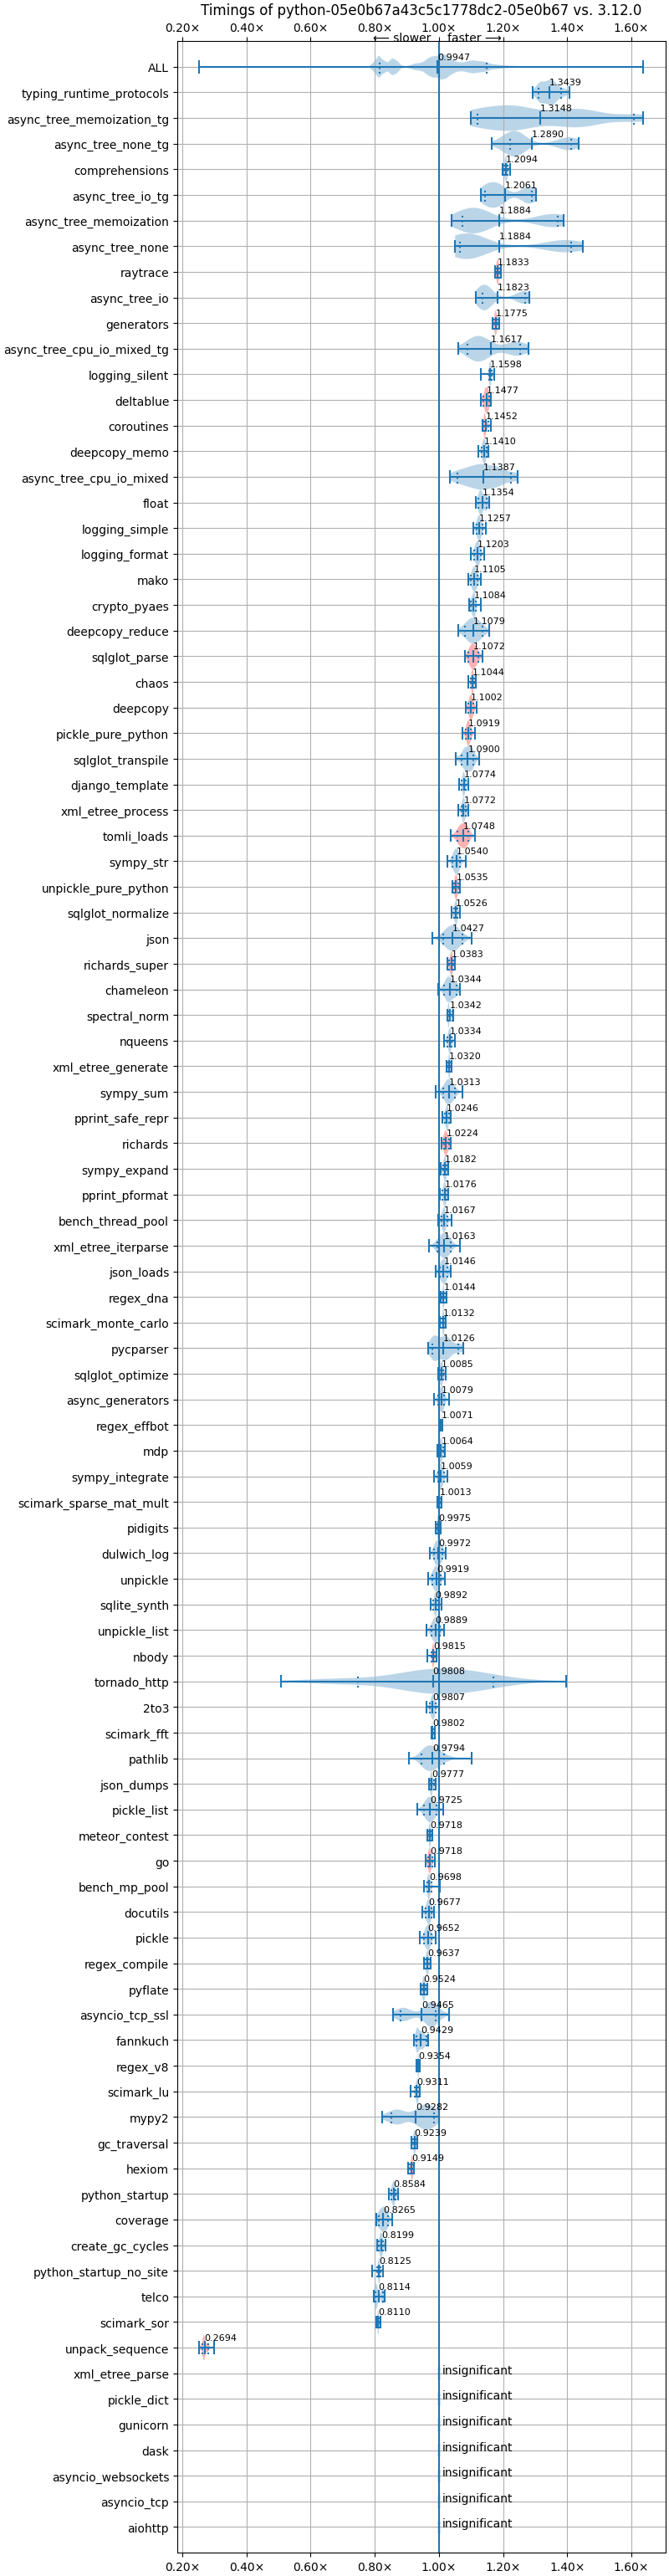 Timings of python-05e0b67a43c5c1778dc2-05e0b67 vs. 3.12.0
0.20× 0.40× 0.60× 0.80× 1.00× 1.20× 1.40× 1.60×
⟵ slower faster ⟶
ALL 0.9947
typing_runtime_protocols 1.3439
async_tree_memoization_tg 1.3148
async_tree_none_tg 1.2890
comprehensions 1.2094
async_tree_io_tg 1.2061
async_tree_memoization 1.1884
async_tree_none 1.1884
raytrace 1.1833
async_tree_io 1.1823
generators 1.1775
async_tree_cpu_io_mixed_tg 1.1617
logging_silent 1.1598
deltablue 1.1477
coroutines 1.1452
deepcopy_memo 1.1410
async_tree_cpu_io_mixed 1.1387
float 1.1354
logging_simple 1.1257
logging_format 1.1203
mako 1.1105
crypto_pyaes 1.1084
deepcopy_reduce 1.1079
sqlglot_parse 1.1072
chaos 1.1044
deepcopy 1.1002
pickle_pure_python 1.0919
sqlglot_transpile 1.0900
django_template 1.0774
xml_etree_process 1.0772
tomli_loads 1.0748
sympy_str 1.0540
unpickle_pure_python 1.0535
sqlglot_normalize 1.0526
json 1.0427
richards_super 1.0383
chameleon 1.0344
spectral_norm 1.0342
nqueens 1.0334
xml_etree_generate 1.0320
sympy_sum 1.0313
pprint_safe_repr 1.0246
richards 1.0224
sympy_expand 1.0182
pprint_pformat 1.0176
bench_thread_pool 1.0167
xml_etree_iterparse 1.0163
json_loads 1.0146
regex_dna 1.0144
scimark_monte_carlo 1.0132
pycparser 1.0126
sqlglot_optimize 1.0085
async_generators 1.0079
regex_effbot 1.0071
mdp 1.0064
sympy_integrate 1.0059
scimark_sparse_mat_mult 1.0013
pidigits 0.9975
dulwich_log 0.9972
unpickle 0.9919
sqlite_synth 0.9892
unpickle_list 0.9889
nbody 0.9815
tornado_http 0.9808
2to3 0.9807
scimark_fft 0.9802
pathlib 0.9794
json_dumps 0.9777
pickle_list 0.9725
meteor_contest 0.9718
go 0.9718
bench_mp_pool 0.9698
docutils 0.9677
pickle 0.9652
regex_compile 0.9637
pyflate 0.9524
asyncio_tcp_ssl 0.9465
fannkuch 0.9429
regex_v8 0.9354
scimark_lu 0.9311
mypy2 0.9282
gc_traversal 0.9239
hexiom 0.9149
python_startup 0.8584
coverage 0.8265
create_gc_cycles 0.8199
python_startup_no_site 0.8125
telco 0.8114
scimark_sor 0.8110
unpack_sequence 0.2694
xml_etree_parse insignificant
pickle_dict insignificant
gunicorn insignificant
dask insignificant
asyncio_websockets insignificant
asyncio_tcp insignificant
aiohttp insignificant
0.20× 0.40× 0.60× 0.80× 1.00× 1.20× 1.40× 1.60×